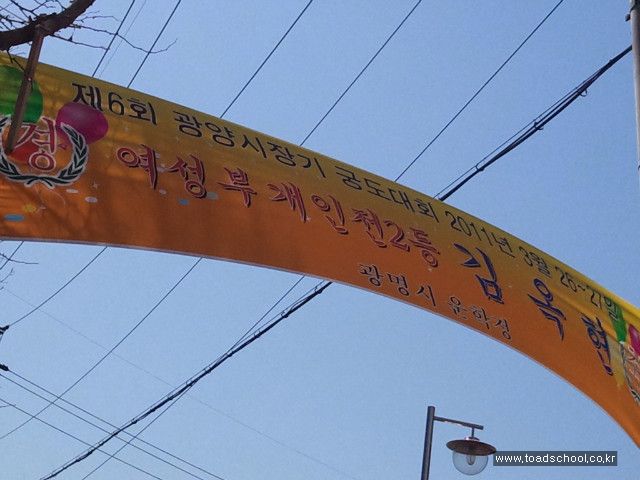 경
제6회 광양시장기 궁도대회 2011년 3월 26~27일
여성부 개인전2등 김옥현
광명시 운학정
www.toadschool.co.kr